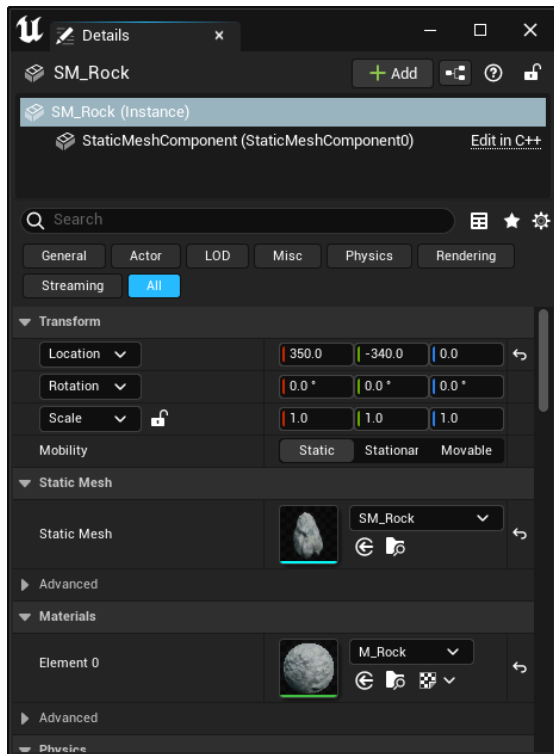 Details
SM_Rock
Add
SM_Rock (Instance)
StaticMeshComponent (StaticMeshComponent0) Edit in C++
Search
General Actor LOD Misc Physics Rendering
Streaming All
Transform
Location 350.0 -340.0 0.0
Rotation 0.0 ° 0.0 ° 0.0 °
Scale 1.0 1.0 1.0
Mobility Static Stationar Movable
Static Mesh
Static Mesh SM_Rock
Advanced
Materials
Element 0 M_Rock
Advanced
Physics